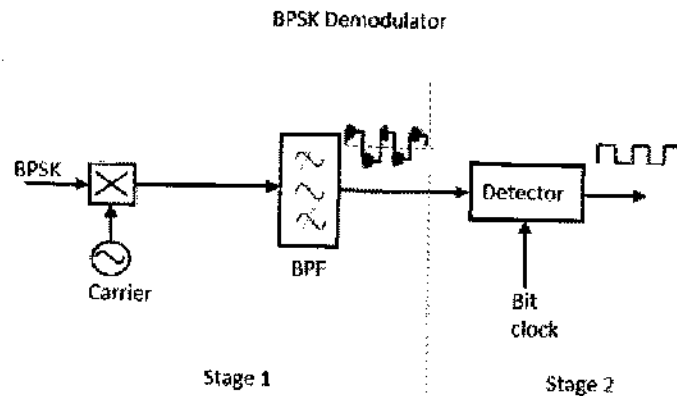 BPSK Demodulator
BPSK
Carrier
BPF
Detector
Bit
clock
Stage 1
Stage 2